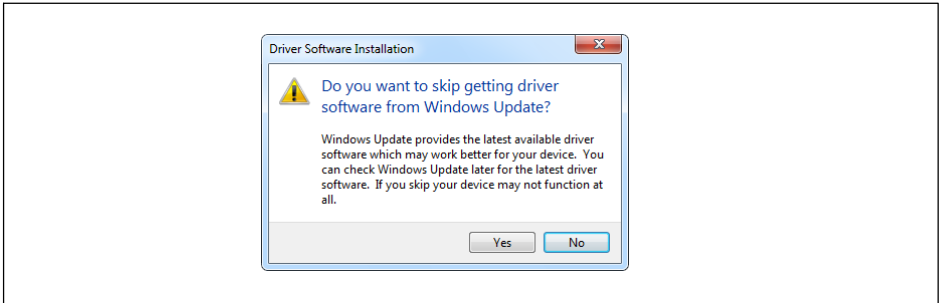 Driver Software Installation
Do you want to skip getting driver
software from Windows Update?
Windows Update provides the latest available driver
software which may work better for your device. You
can check Windows Update later for the latest driver
software. If you skip your device may not function at
all.
Yes No